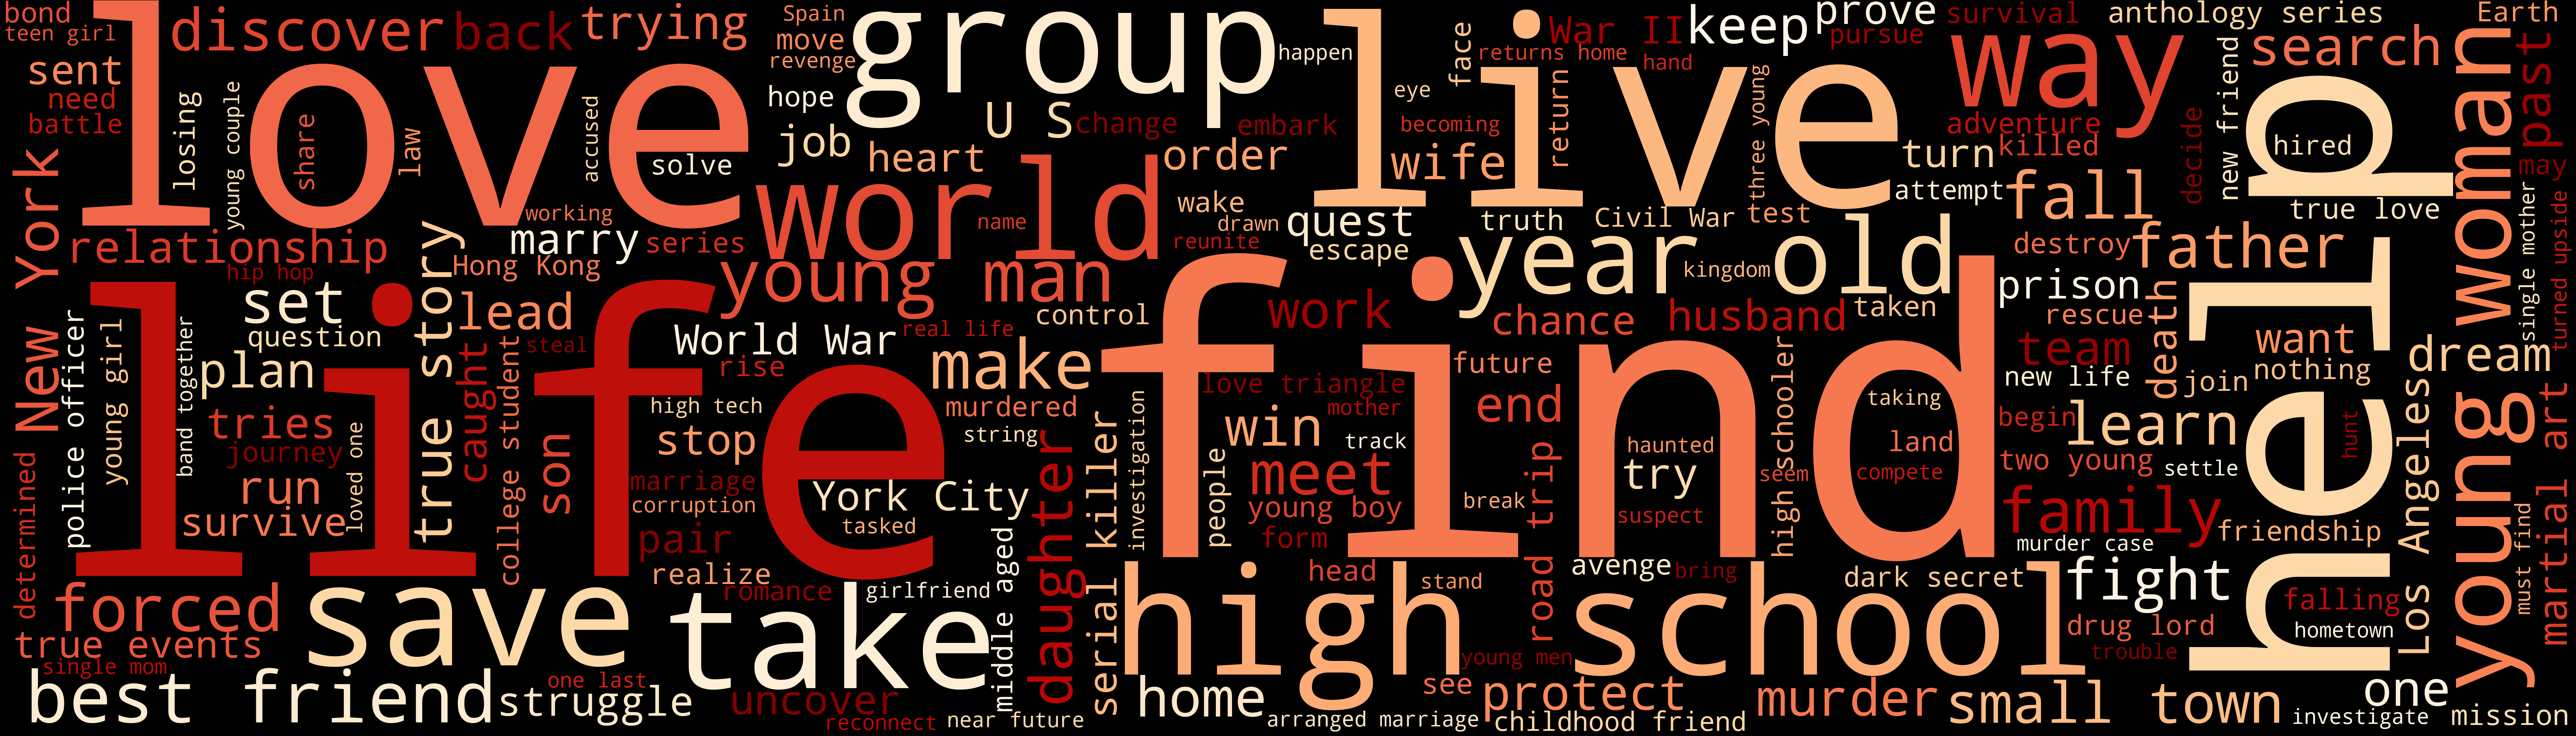 bond
teen girl
discover
back
trying
Spain
move
revenge
group
happen
live
face
War II
returns home
hand
keep
prove
pursue
survival
anthology series
Earth
way
search
new friend
woman
past
sent
need
battle
love
losing
young couple
share
law
accused
solve
hope
job
heart
U S
change
embark
order
eye
becoming
wife
return
three young
adventure
killed
turn
attempt
decide
hired
help
may
fall
true love
single mother
turned upside
New York
relationship
hip hop
working
marry
series
Hong Kong
world
name
young man
wake
drawn
reunite
quest
escape
truth
Civil War
test
year old
kingdom
destroy
father
true story
set
question
lead
steal
life
World War
real life
rise
control
find
work
chance
husband
taken
prison
rescue
death
team
want
nothing
new life
join
dream
police officer
young girl
band together
plan
tries
journey
loved one
caught
college student
son
run
survive
high tech
stop
marriage
corruption
make
murdered
string
York City
tasked
pair
realize
romance
girlfriend
love triangle
mother
win
track
meet
young boy
people
form
investigation
serial killer
daughter
middle aged
future
end
break
road trip
haunted
try
suspect
seem
high schooler
taking
land
compete
begin
learn
two young
settle
hunt
Los Angeles
family
friendship
murder case
young
must find
martial art
determined
forced
true events
single mom
best friend
save
one last
struggle
take
uncover
reconnect
near future
high school
head
stand
avenge
bring
dark secret
fight
drug lord
trouble
falling
hometown
home
arranged marriage
see
young men
protect
childhood friend
murder
small town
one
investigate
mission